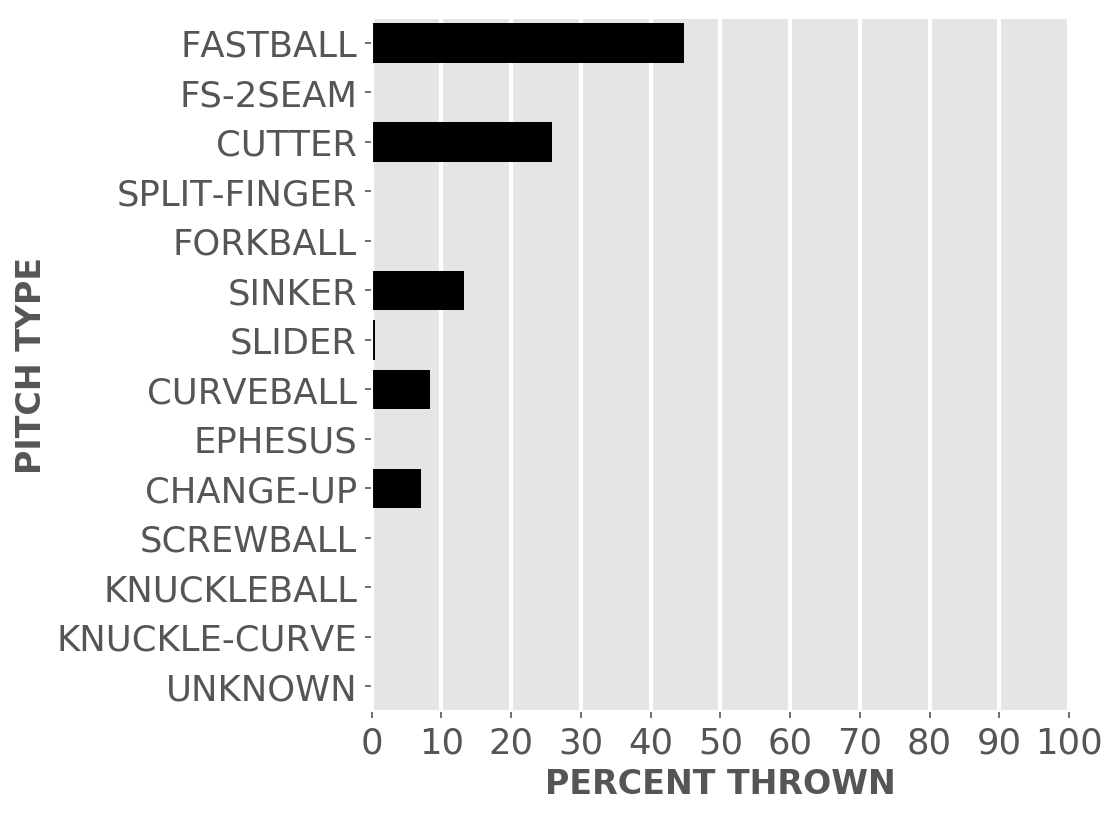 FASTBALL
FS-2SEAM
CUTTER
SPLIT-FINGER
FORKBALL
SINKER
SLIDER
CURVEBALL
EPHESUS
CHANGE-UP
SCREWBALL
KNUCKLEBALL
KNUCKLE-CURVE
UNKNOWN
PITCH TYPE
0 10 20 30 40 50 60 70 80 90 100
PERCENT THROWN